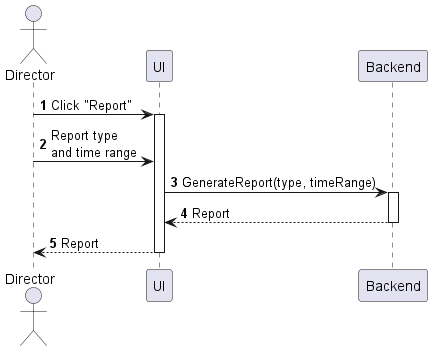 Director
UI
Backend
1 Click "Report"
2 Report type
and time range
3 GenerateReport(type, timeRange)
4 Report
5 Report
Director
UI
Backend